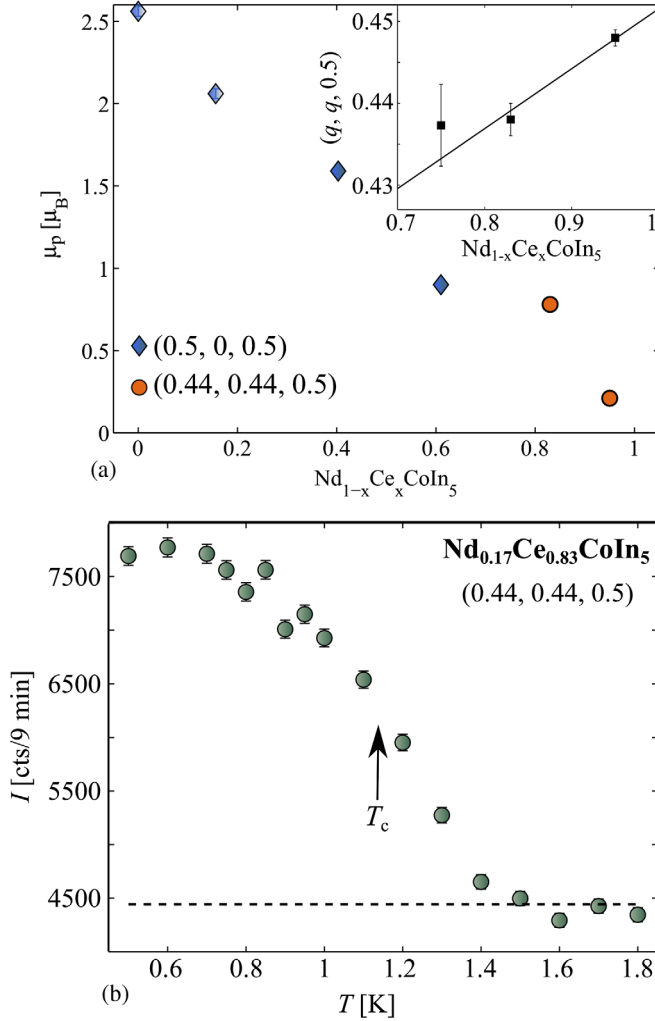 2.5
2
1.5
1
0.5
0
μp [μB]
0.45
0.44
0.43
(q, q, 0.5)
0.7 0.8 0.9 1
Nd1-xCexCoIn5
(0.5, 0, 0.5)
(0.44, 0.44, 0.5)
0 0.2 0.4 0.6 0.8 1
(a)
Nd1−xCexCoIn5
Nd0.17Ce0.83CoIn5
(0.44, 0.44, 0.5)
7500
6500
5500
4500
I [cts/9 min]
Tc
0.6 0.8 1 1.2 1.4 1.6 1.8
(b)
T [K]